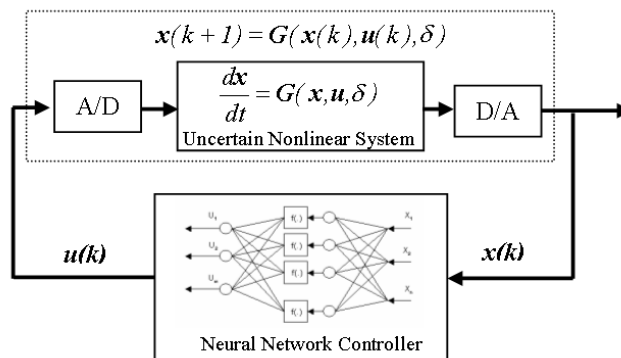 x(k+1)=G(x(k),u(k),δ)
A/D
dx/dt=G(x,u,δ)
Uncertain Nonlinear System
D/A
u(k)
x(k)
f(.)
f(.)
f(.)
f(.)
Neural Network Controller